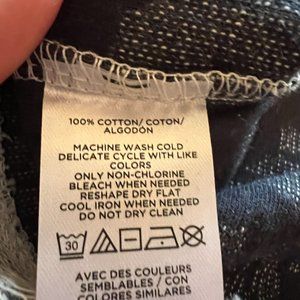 100% COTTON/ COTON/
ALGODÓN
MACHINE WASH COLD
DELICATE CYCLE WITH LIKE
COLORS
ONLY NON-CHLORINE
BLEACH WHEN NEEDED
RESHAPE DRY FLAT
COOL IRON WHEN NEEDED
DO NOT DRY CLEAN
30
AVEC DES COULEURS
SEMBLABLES / CON
COLORES SIMILARES